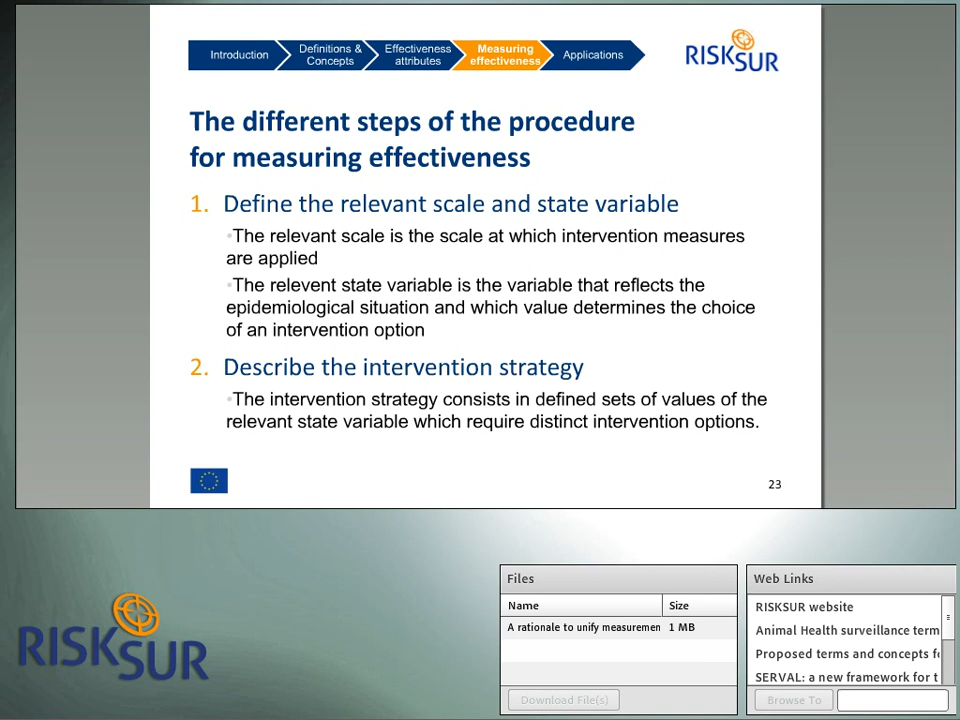 Introduction
Definitions &
Concepts
Effectiveness
attributes
Measuring
effectiveness
Applications
RISKSUR
The different steps of the procedure
for measuring effectiveness
1. Define the relevant scale and state variable
•The relevant scale is the scale at which intervention measures
are applied
•The relevent state variable is the variable that reflects the
epidemiological situation and which value determines the choice
of an intervention option
2. Describe the intervention strategy
•The intervention strategy consists in defined sets of values of the
relevant state variable which require distinct intervention options.
23
RISKSUR
Files
Name Size
A rationale to unify measuremen 1 MB
Download File(s)
Web Links
RISKSUR website
Animal Health surveillance term
Proposed terms and concepts fo
SERVAL: a new framework for t
Browse To